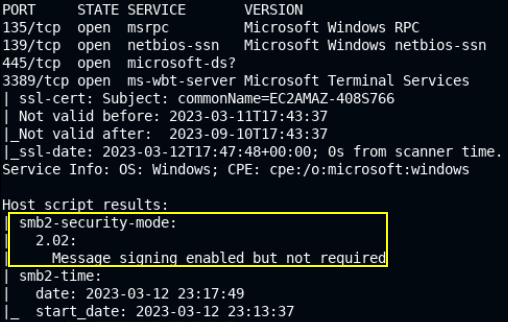 PORT STATE SERVICE VERSION
135/tcp open msrpc Microsoft Windows RPC
139/tcp open netbios-ssn Microsoft Windows netbios-ssn
445/tcp open microsoft-ds?
3389/tcp open ms-wbt-server Microsoft Terminal Services
| ssl-cert: Subject: commonName=EC2AMAZ-408S766
| Not valid before: 2023-03-11T17:43:37
|_Not valid after: 2023-09-10T17:43:37
|_ssl-date: 2023-03-12T17:47:48+00:00; 0s from scanner time.
Service Info: OS: Windows; CPE: cpe:/o:microsoft:windows
Host script results:
| smb2-security-mode:
| 2.02:
|_ Message signing enabled but not required
| smb2-time:
| date: 2023-03-12 23:17:49
|_ start_date: 2023-03-12 23:13:37